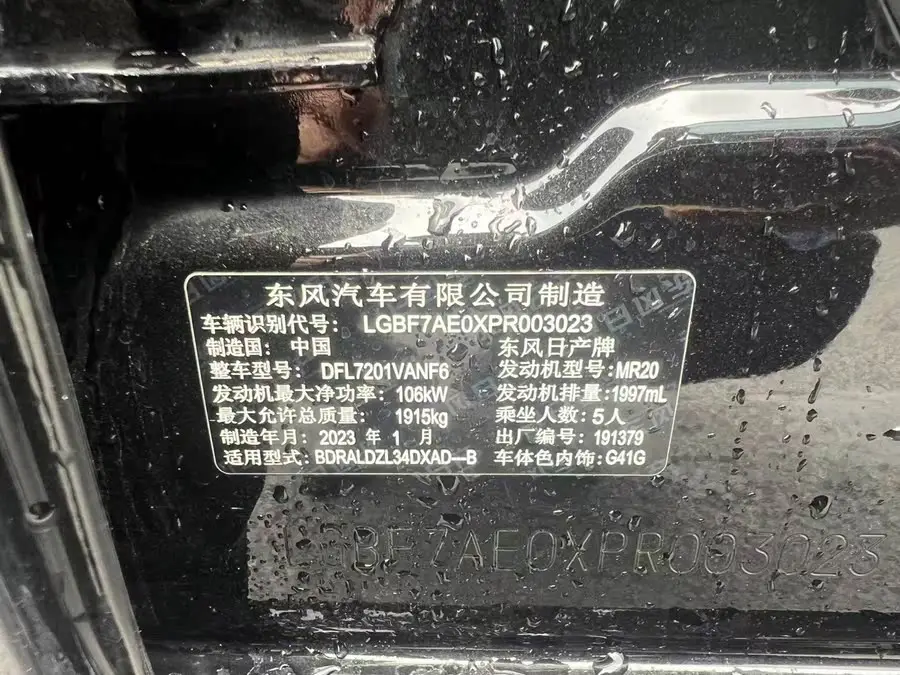 东风汽车有限公司制造
车辆识别代号: LGBF7AE0XPR003023
制造国: 中国 东风日产牌
整车型号: DFL7201VANF6 发动机型号:MR20
发动机最大净功率: 106kW 发动机排量:1997mL
最大允许总质量: 1915kg 乘坐人数:5人
制造年月: 2023 年 1 月 出厂编号: 191379
适用型式:BDRALDZL34DXAD—B 车体色内饰:G41G
LGBF7AE0XPR003023